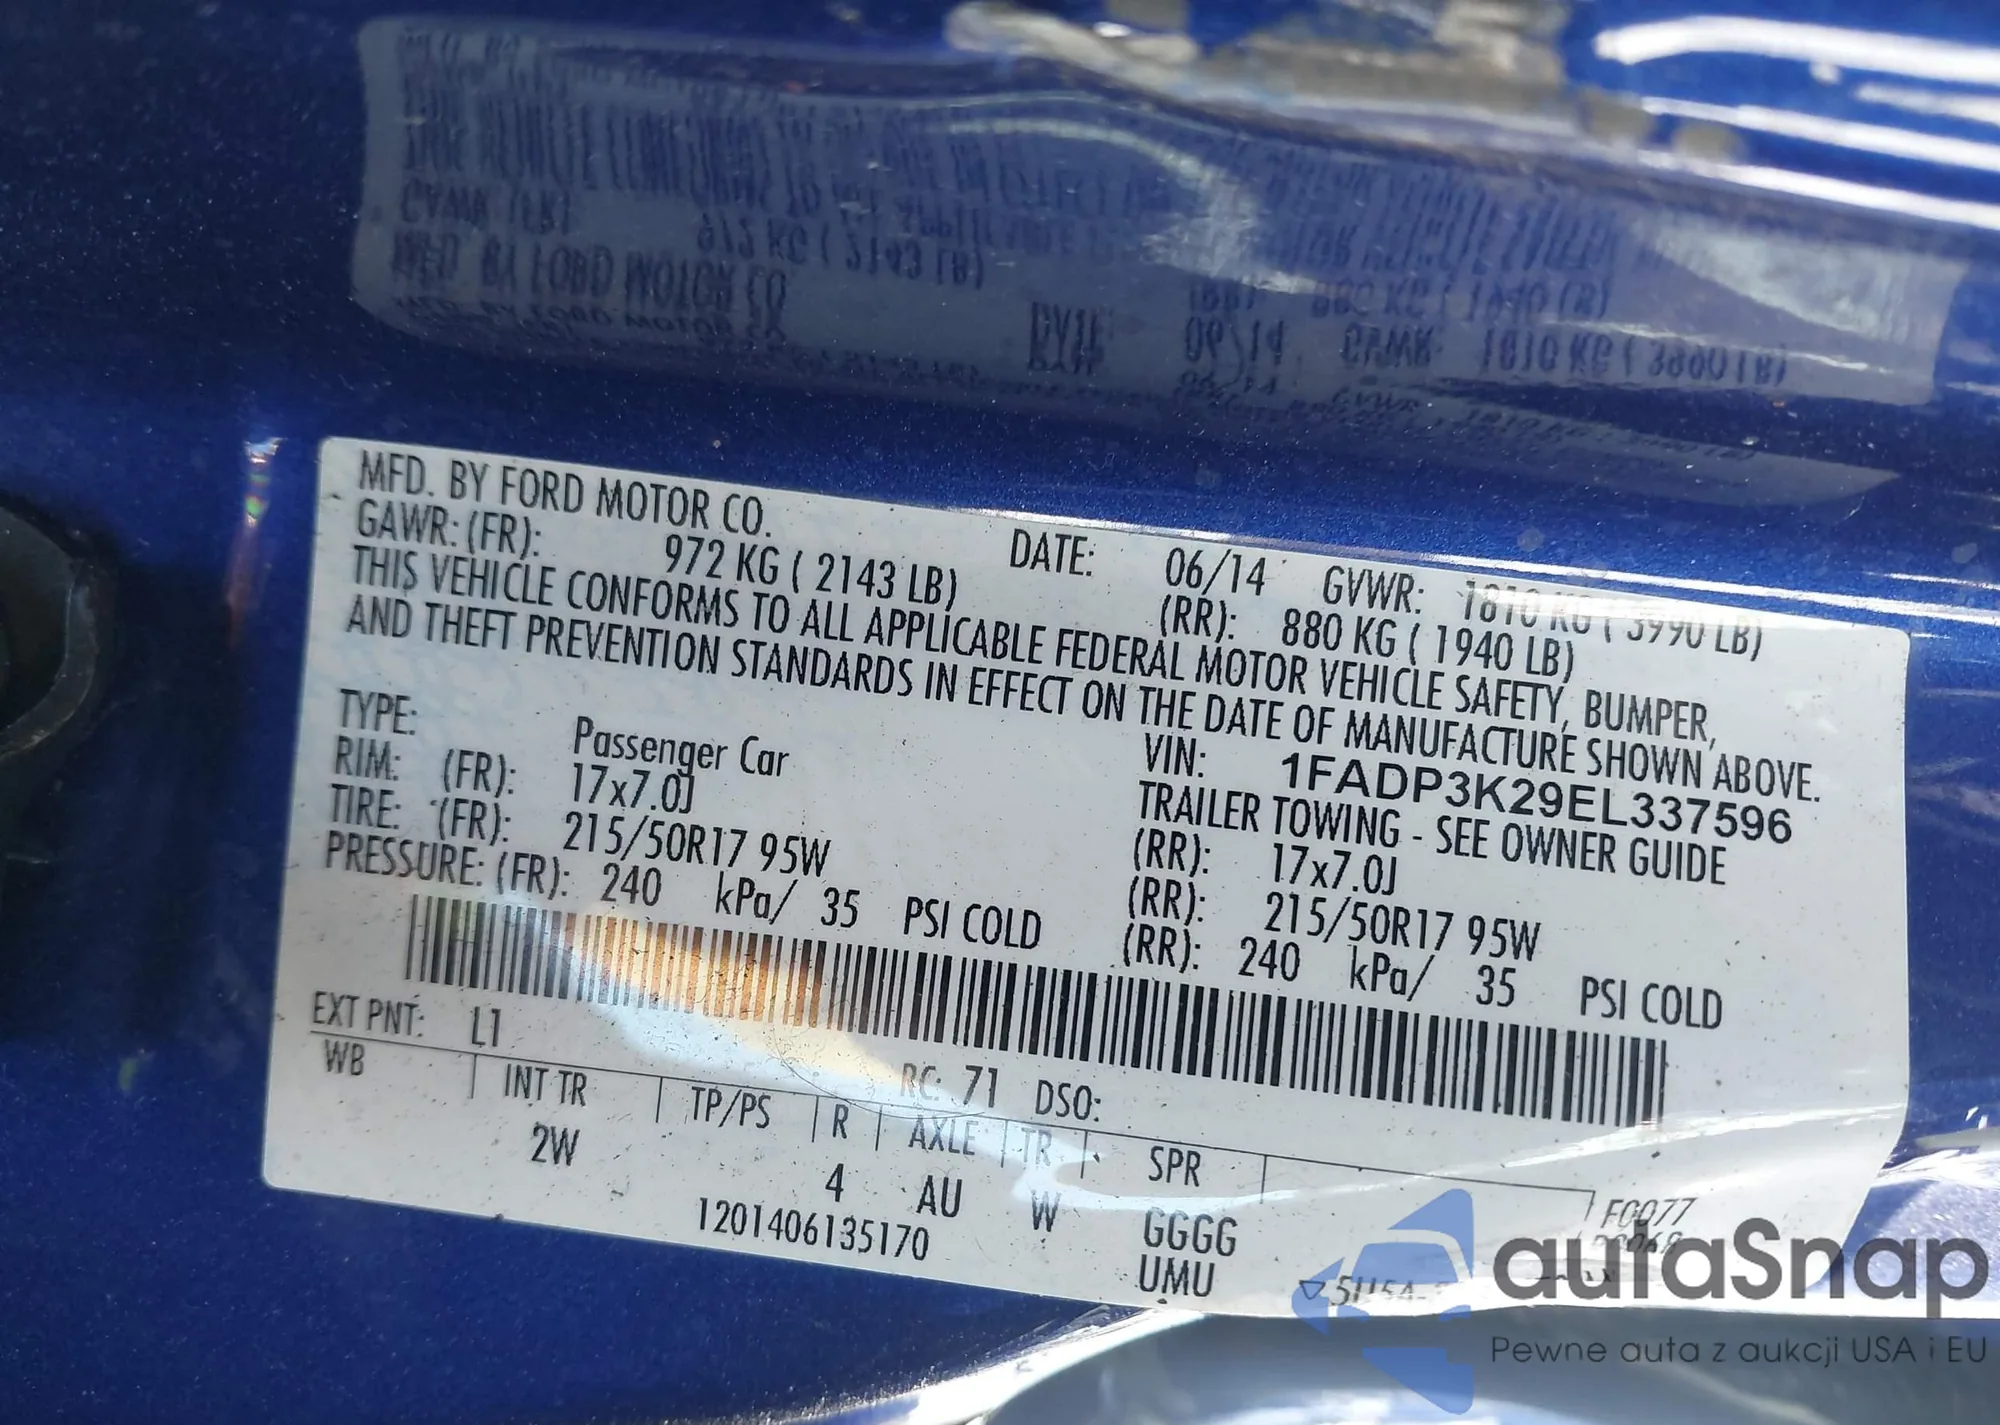 MFD. BY FORD MOTOR CO. DATE: 06/14 GVWR: 1810 KG ( 3990 LB)
GAWR: (FR): 972 KG ( 2143 LB) (RR): 880 KG ( 1940 LB)
THIS VEHICLE CONFORMS TO ALL APPLICABLE FEDERAL MOTOR VEHICLE SAFETY, BUMPER,
AND THEFT PREVENTION STANDARDS IN EFFECT ON THE DATE OF MANUFACTURE SHOWN ABOVE.
VIN: 1FADP3K29EL337596
TYPE: Passenger Car TRAILER TOWING - SEE OWNER GUIDE
RIM: (FR): 17x7.0J (RR): 17x7.0J
TIRE: (FR): 215/50R17 95W (RR): 215/50R17 95W
PRESSURE: (FR): 240 kPa/ 35 PSI COLD (RR): 240 kPa/ 35 PSI COLD
EXT PNT: L1 RC: 71 DSO:
WB INT TR TP/PS R AXLE TR SPR
2W 4 AU W GGGG
1201406135170 UMU
F0077
autaSnap
Pewne auta z aukcji USA i EU